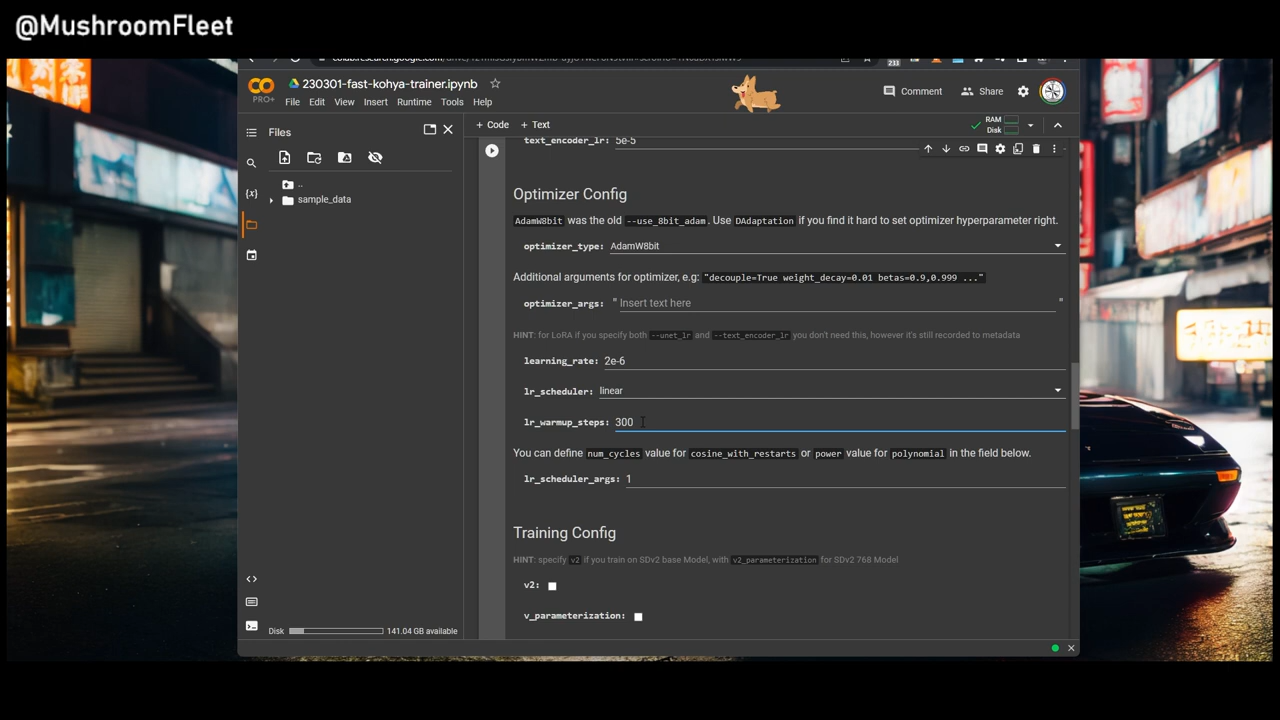 @MushroomFleet
233
PRO+
230301-fast-kohya-trainer.ipynb
File Edit View Insert Runtime Tools Help
Comment
Share
Files
+ Code + Text
RAM
Disk
..
sample_data
text_encoder_lr: 5e-5
Optimizer Config
AdamW8bit was the old --use_8bit_adam. Use DAdaptation if you find it hard to set optimizer hyperparameter right.
optimizer_type: AdamW8bit
Additional arguments for optimizer, e.g: "decouple=True weight_decay=0.01 betas=0.9,0.999 ..."
optimizer_args: " Insert text here "
HINT: for LoRA if you specify both --unet_lr and --text_encoder_lr you don't need this, however it's still recorded to metadata
learning_rate: 2e-6
lr_scheduler: linear
lr_warmup_steps: 300
You can define num_cycles value for cosine_with_restarts or power value for polynomial in the field below.
lr_scheduler_args: 1
Training Config
HINT: specify v2 if you train on SDv2 base Model, with v2_parameterization for SDv2 768 Model
v2:
v_parameterization:
Disk 141.04 GB available